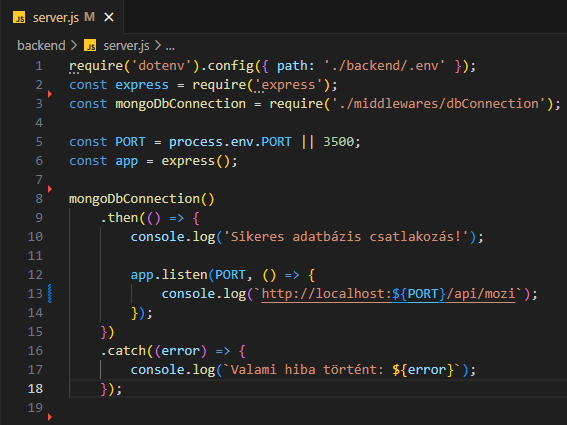 JS server.js M ×
backend > JS server.js > ...
1 require('dotenv').config({ path: './backend/.env' });
2 const express = require('express');
3 const mongoDbConnection = require('./middlewares/dbConnection');
4
5 const PORT = process.env.PORT || 3500;
6 const app = express();
7
8 mongoDbConnection()
9     .then(() => {
10         console.log('Sikeres adatbázis csatlakozás!');
11
12         app.listen(PORT, () => {
13             console.log(`http://localhost:${PORT}/api/mozi`);
14         });
15     })
16     .catch((error) => {
17         console.log(`Valami hiba történt: ${error}`);
18     });
19